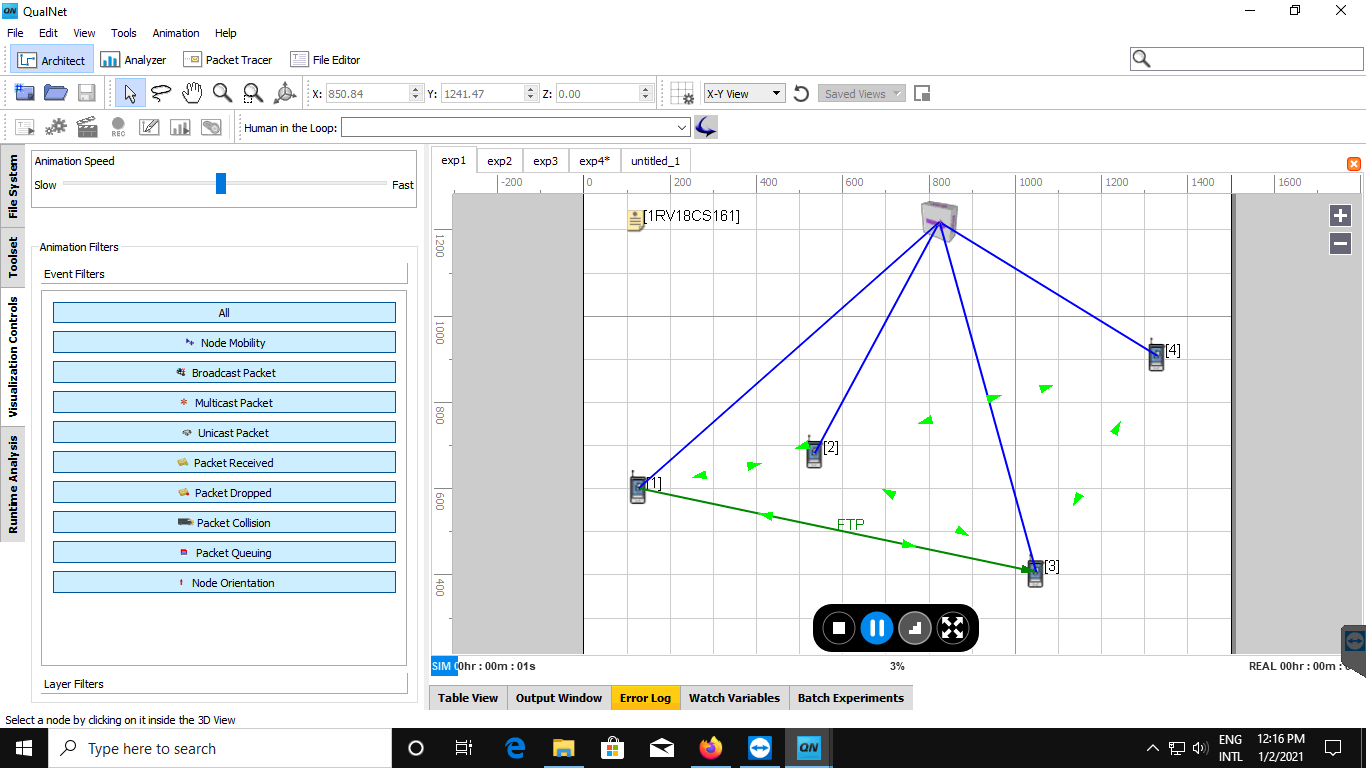 QualNet
File Edit View Tools Animation Help
Architect Analyzer Packet Tracer File Editor
X: 850.84 Y: 1241.47 Z: 0.00 X-Y View Saved Views
REC Human in the Loop:
File System
Toolset
Visualization Controls
Runtime Analysis
Animation Speed
Slow Fast
Animation Filters
Event Filters
All
Node Mobility
Broadcast Packet
Multicast Packet
Unicast Packet
Packet Received
Packet Dropped
Packet Collision
Packet Queuing
Node Orientation
Layer Filters
exp1 exp2 exp3 exp4* untitled_1
-200 0 200 400 600 800 1000 1200 1400 1600
1200
1000
800
600
400
[1RV18CS161]
[4]
[2]
[1]
FTP
[3]
SIM 00hr : 00m : 01s 3% REAL 00hr : 00m :
Table View Output Window Error Log Watch Variables Batch Experiments
Select a node by clicking on it inside the 3D View
Type here to search
QN
ENG
INTL
12:16 PM
1/2/2021